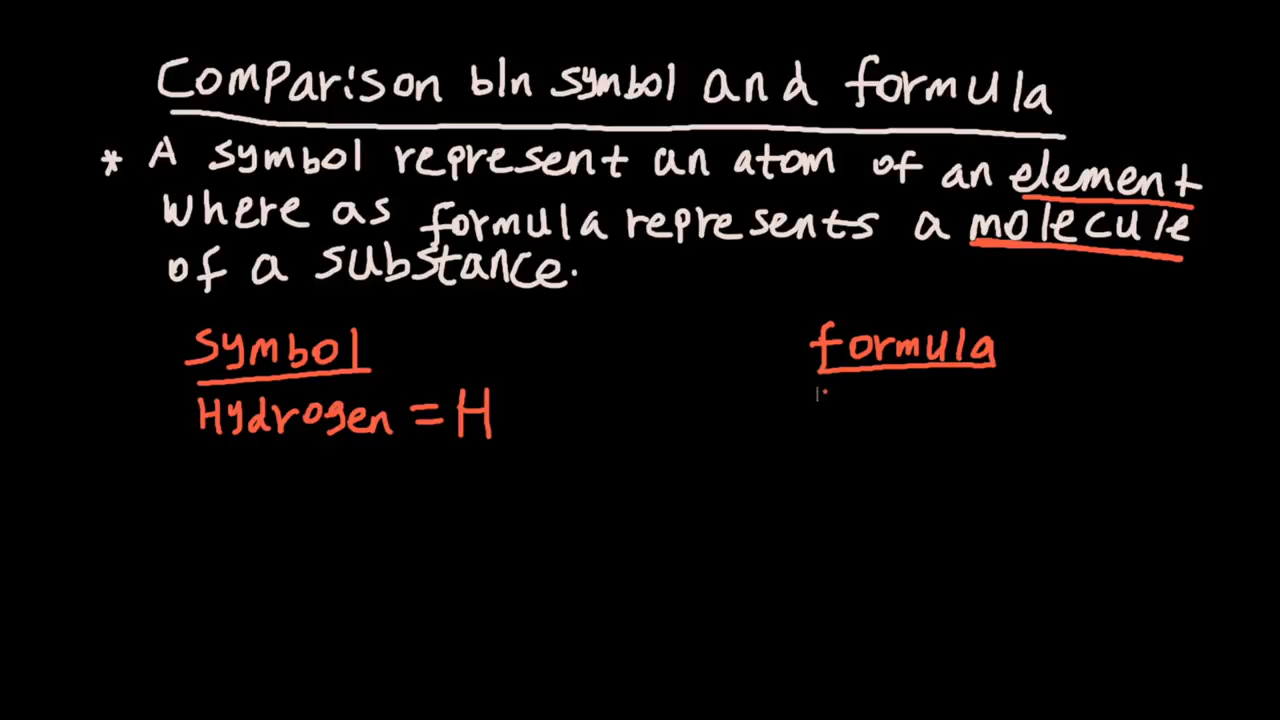 Comparison bln symbol and formula
* A symbol represent an atom of an element
where as formula represents a molecule
of a substance.
Symbol
formula
Hydrogen = H